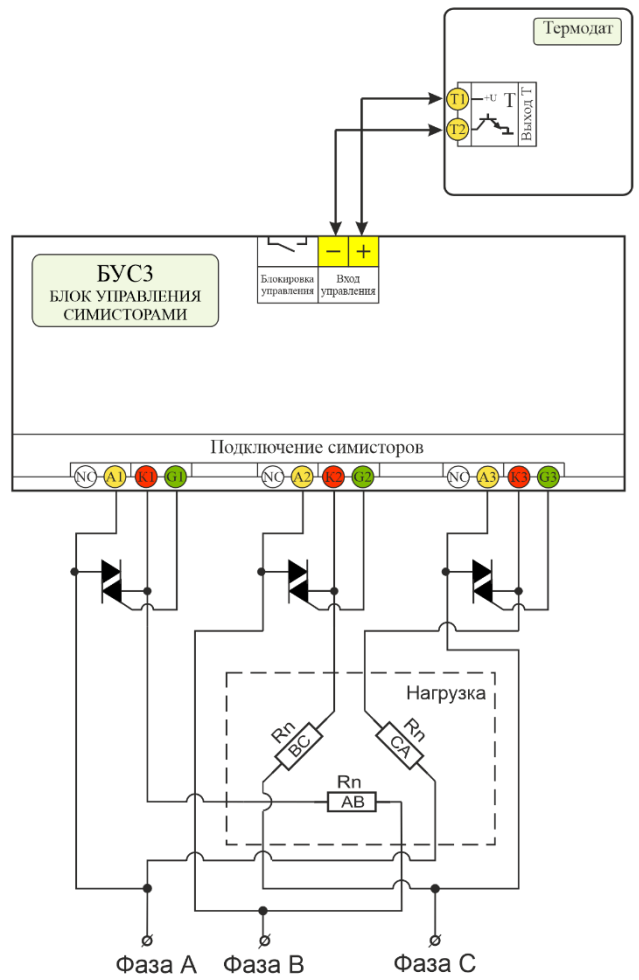 Термодат
T1
+U
T
T2
Выход Т
БУС3
БЛОК УПРАВЛЕНИЯ
СИМИСТОРАМИ
− +
Блокировка
управления
Вход
управления
Подключение симисторов
NC A1 K1 G1
NC A2 K2 G2
NC A3 K3 G3
Нагрузка
Rn
BC
Rn
CA
Rn
AB
Фаза А Фаза В Фаза С